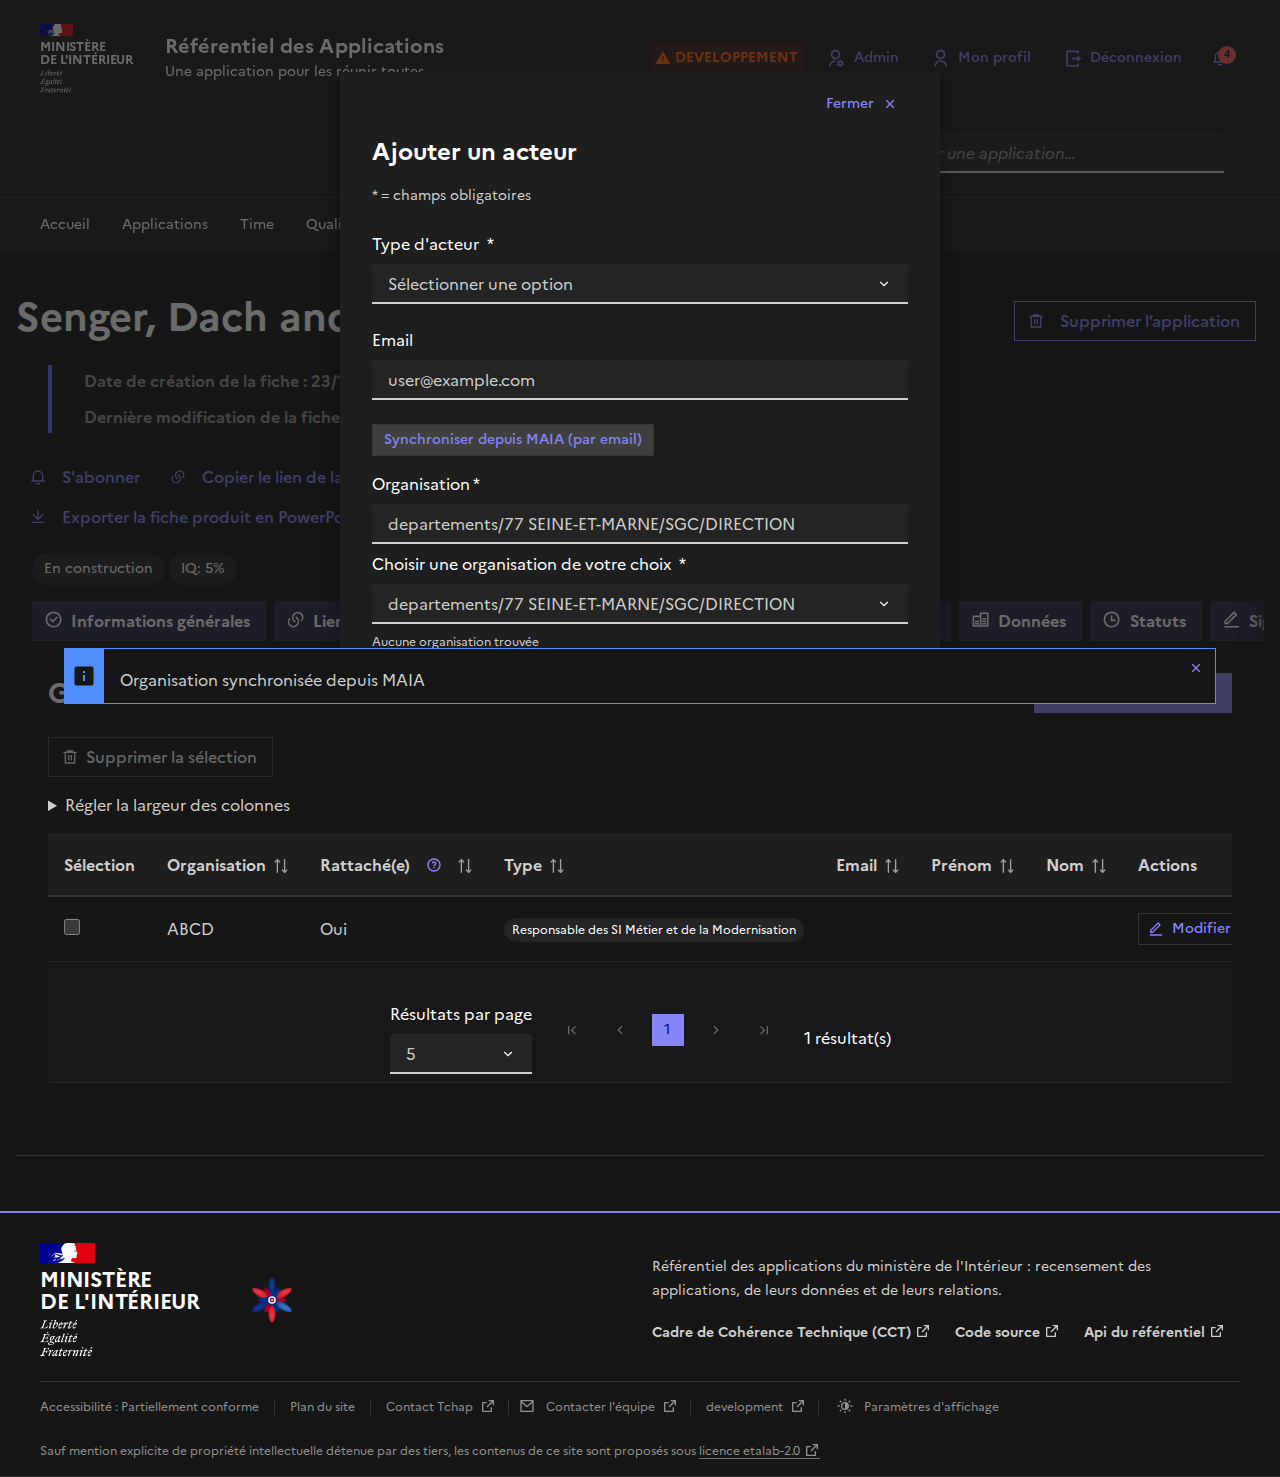 MINISTÈRE
DE L'INTÉRIEUR
Liberté
Égalité
Fraternité
Référentiel des Applications
Une application pour les réunir toutes
DEVELOPPEMENT
Admin
Mon profil
Déconnexion
4
Fermer
Ajouter un acteur
* = champs obligatoires
une application...
Accueil
Applications
Time
Quali
Type d'acteur *
Sélectionner une option
Senger, Dach and
Supprimer l'application
Email
user@example.com
Date de création de la fiche : 23/
Dernière modification de la fiche
Synchroniser depuis MAIA (par email)
S'abonner
Copier le lien de la
Organisation *
departements/77 SEINE-ET-MARNE/SGC/DIRECTION
Exporter la fiche produit en PowerPo
Choisir une organisation de votre choix *
En construction
IQ: 5%
departements/77 SEINE-ET-MARNE/SGC/DIRECTION
Informations générales
Lien
Données
Statuts
Sig
Aucune organisation trouvée
G
Organisation synchronisée depuis MAIA
Supprimer la sélection
Régler la largeur des colonnes
Sélection
Organisation
Rattaché(e)
Type
Email
Prénom
Nom
Actions
ABCD
Oui
Responsable des SI Métier et de la Modernisation
Modifier
Résultats par page
5
1
1 résultat(s)
MINISTÈRE
DE L'INTÉRIEUR
Liberté
Égalité
Fraternité
Référentiel des applications du ministère de l'Intérieur : recensement des
applications, de leurs données et de leurs relations.
Cadre de Cohérence Technique (CCT)
Code source
Api du référentiel
Accessibilité : Partiellement conforme
Plan du site
Contact Tchap
Contacter l'équipe
development
Paramètres d'affichage
Sauf mention explicite de propriété intellectuelle détenue par des tiers, les contenus de ce site sont proposés sous licence etalab-2.0